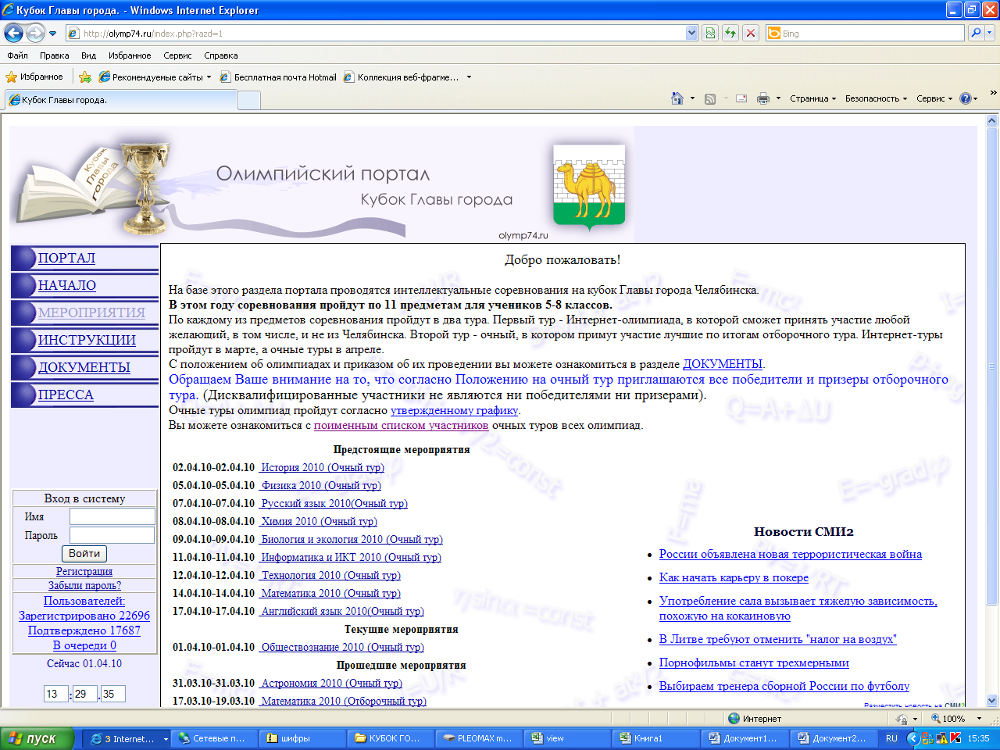 Кубок Главы города. - Windows Internet Explorer
http://olymp74.ru/index.php?razd=1
Bing
Файл Правка Вид Избранное Сервис Справка
Избранное Рекомендуемые сайты Бесплатная почта Hotmail Коллекция веб-фрагме...
Кубок Главы города.
Страница Безопасность Сервис
Кубок Главы города
Олимпийский портал
Кубок Главы города
olymp74.ru
ПОРТАЛ
НАЧАЛО
МЕРОПРИЯТИЯ
ИНСТРУКЦИИ
ДОКУМЕНТЫ
ПРЕССА
Вход в систему
Имя
Пароль
Войти
Регистрация
Забыли пароль?
Пользователей:
Зарегистрировано 22696
Подтверждено 17687
В очереди 0
Сейчас 01.04.10
13 : 29 . 35
Добро пожаловать!
На базе этого раздела портала проводятся интеллектуальные соревнования на кубок Главы города Челябинска.
В этом году соревнования пройдут по 11 предметам для учеников 5-8 классов.
По каждому из предметов соревнования пройдут в два тура. Первый тур - Интернет-олимпиада, в которой сможет принять участие любой
желающий, в том числе, и не из Челябинска. Второй тур - очный, в котором примут участие лучшие по итогам отборочного тура. Интернет-туры
пройдут в марте, а очные туры в апреле.
С положением об олимпиадах и приказом об их проведении вы можете ознакомиться в разделе ДОКУМЕНТЫ.
Обращаем Ваше внимание на то, что согласно Положению на очный тур приглашаются все победители и призеры отборочного
тура. (Дисквалифицированные участники не являются ни победителями ни призерами).
Очные туры олимпиад пройдут согласно утвержденному графику.
Вы можете ознакомиться с поименным списком участников очных туров всех олимпиад.
Предстоящие мероприятия
02.04.10-02.04.10 История 2010 (Очный тур)
05.04.10-05.04.10 Физика 2010 (Очный тур)
07.04.10-07.04.10 Русский язык 2010(Очный тур)
08.04.10-08.04.10 Химия 2010 (Очный тур)
09.04.10-09.04.10 Биология и экология 2010 (Очный тур)
11.04.10-11.04.10 Информатика и ИКТ 2010 (Очный тур)
12.04.10-12.04.10 Технология 2010 (Очный тур)
14.04.10-14.04.10 Математика 2010 (Очный тур)
17.04.10-17.04.10 Английский язык 2010(Очный тур)
Текущие мероприятия
01.04.10-01.04.10 Обществознание 2010 (Очный тур)
Прошедшие мероприятия
31.03.10-31.03.10 Астрономия 2010 (Очный тур)
17.03.10-19.03.10 Математика 2010 (Отборочный тур)
Новости СМИ2
России объявлена новая террористическая война
Как начать карьеру в покере
Употребление сала вызывает тяжелую зависимость,
похожую на кокаиновую
В Литве требуют отменить "налог на воздух"
Порнофильмы станут трехмерными
Выбираем тренера сборной России по футболу
Разместить новость на СМИ2
Q=A+ΔU
E=-grad φ
F=ma
η sinα =const
E=mc²
Интернет 100%
пуск 3 Internet... Сетевые п... шифры КУБОК ГО... PLEOMAX m... view Книга1 Документ1... Документ2... RU 15:35